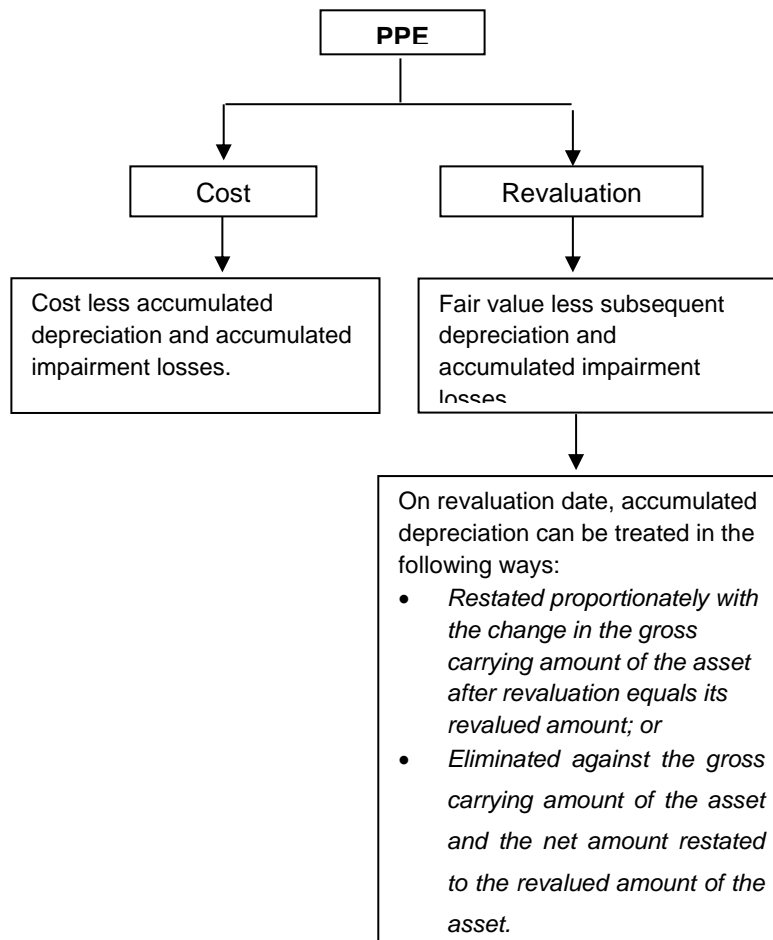 PPE
Cost
Revaluation
Cost less accumulated
depreciation and accumulated
impairment losses.
Fair value less subsequent
depreciation and
accumulated impairment
losses
On revaluation date, accumulated
depreciation can be treated in the
following ways:
• Restated proportionately with
the change in the gross
carrying amount of the asset
after revaluation equals its
revalued amount; or
• Eliminated against the gross
carrying amount of the asset
and the net amount restated
to the revalued amount of the
asset.